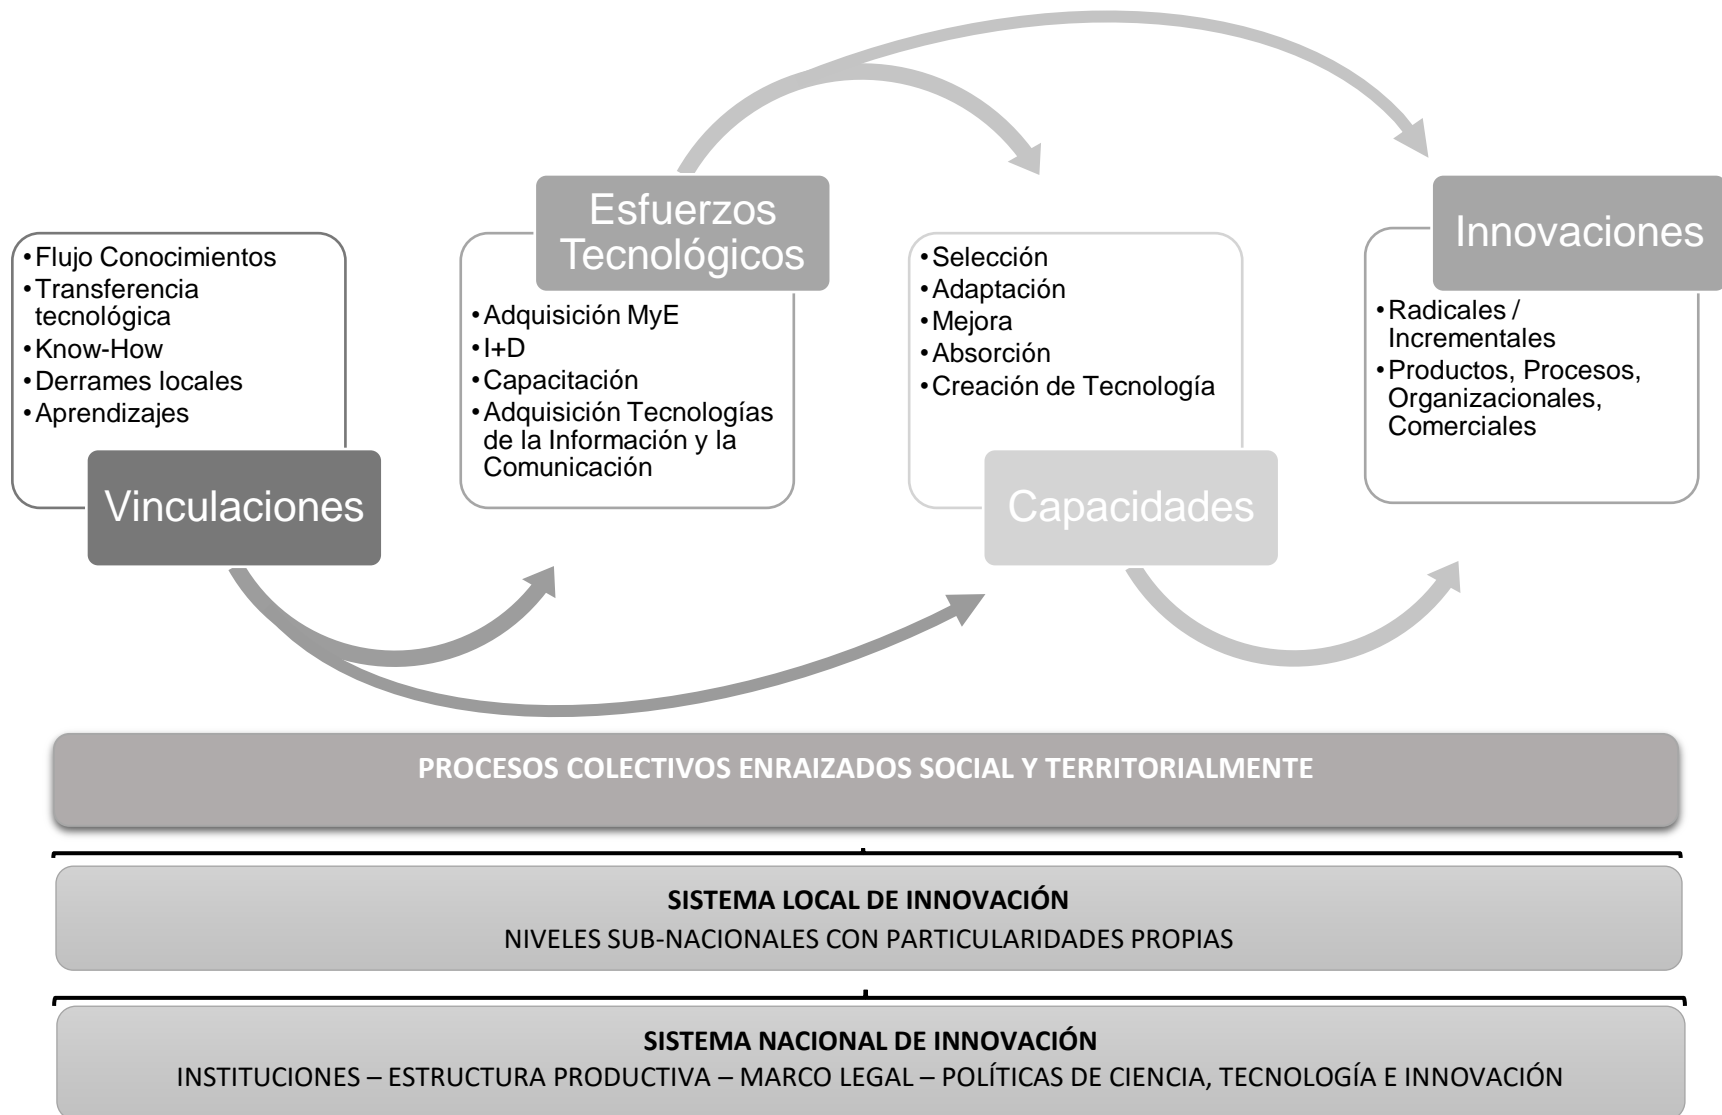 •Flujo Conocimientos
•Transferencia
tecnológica
•Know-How
•Derrames locales
•Aprendizajes
Vinculaciones
Esfuerzos
Tecnológicos
•Adquisición MyE
•I+D
•Capacitación
•Adquisición Tecnologías
de la Información y la
Comunicación
•Selección
•Adaptación
•Mejora
•Absorción
•Creación de Tecnología
Capacidades
Innovaciones
•Radicales /
Incrementales
•Productos, Procesos,
Organizacionales,
Comerciales
PROCESOS COLECTIVOS ENRAIZADOS SOCIAL Y TERRITORIALMENTE
SISTEMA LOCAL DE INNOVACIÓN
NIVELES SUB-NACIONALES CON PARTICULARIDADES PROPIAS
SISTEMA NACIONAL DE INNOVACIÓN
INSTITUCIONES – ESTRUCTURA PRODUCTIVA – MARCO LEGAL – POLÍTICAS DE CIENCIA, TECNOLOGÍA E INNOVACIÓN